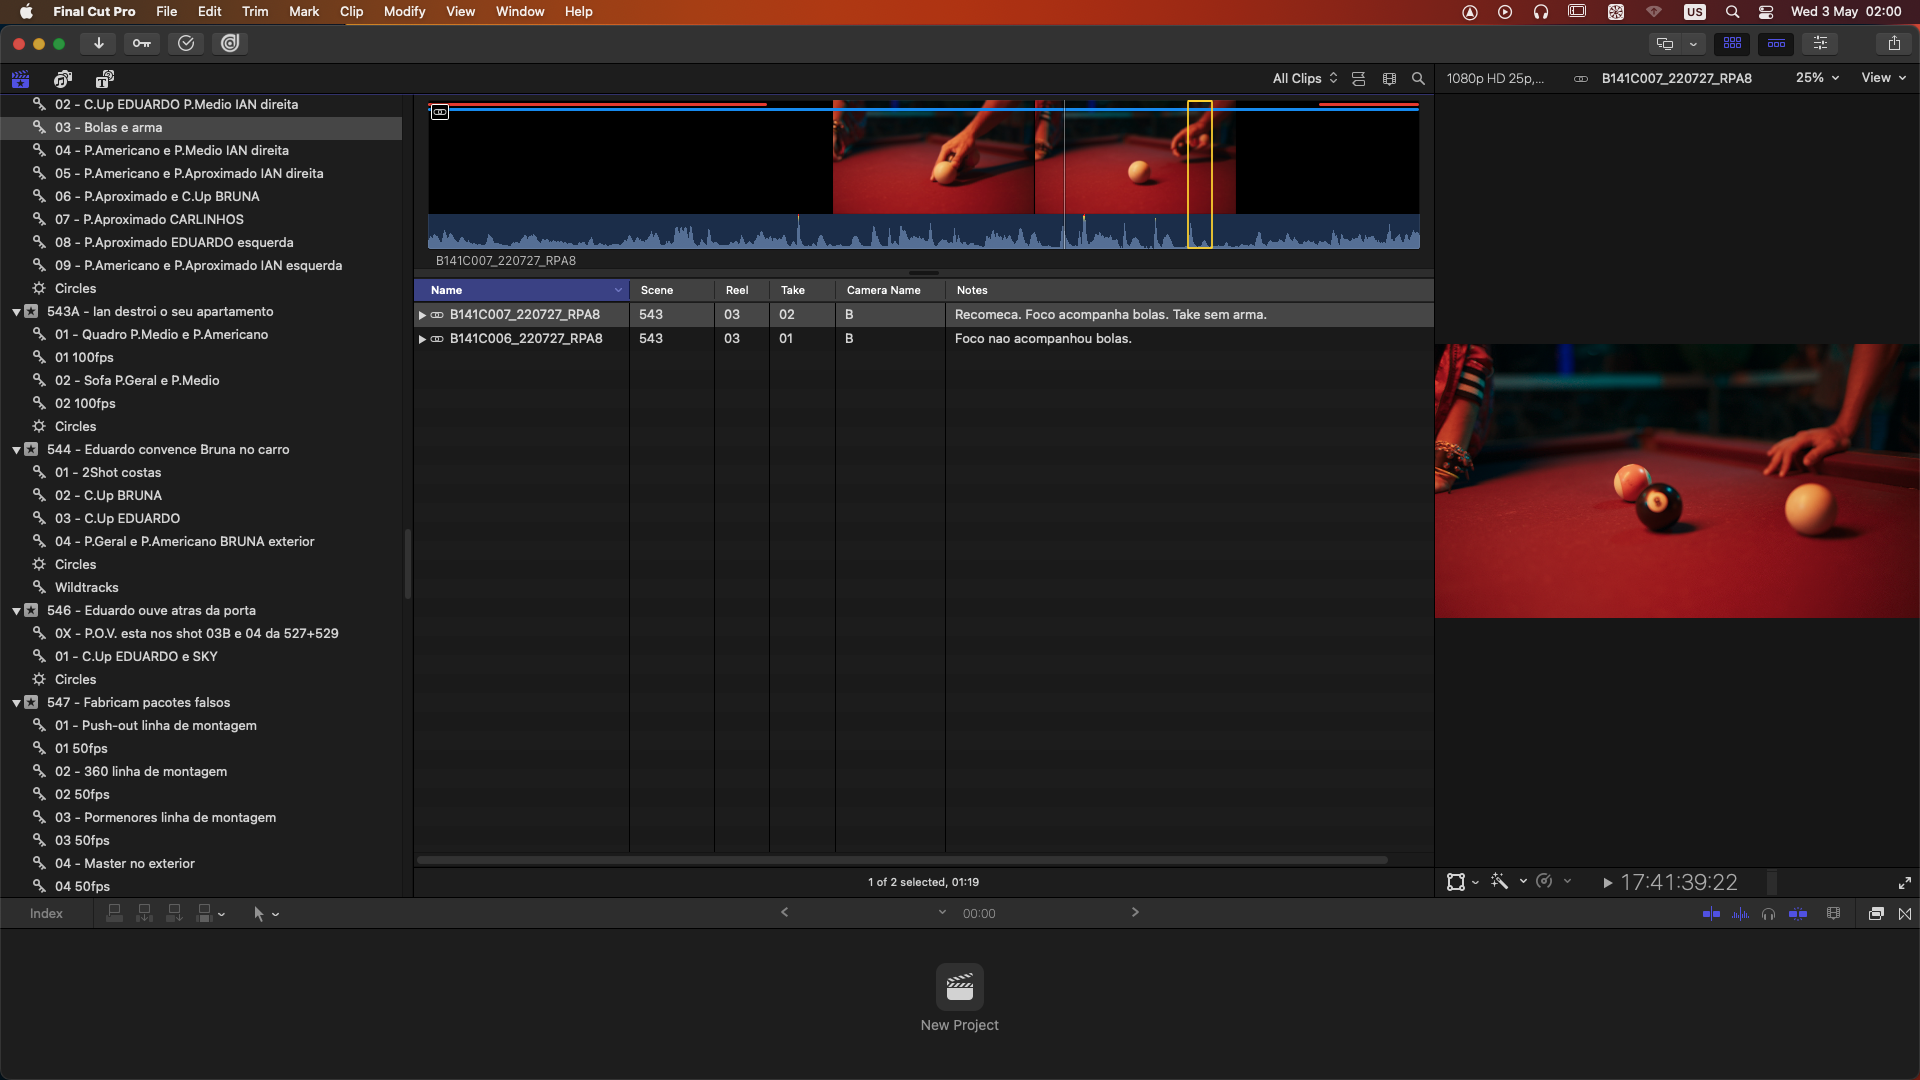 Final Cut Pro File Edit Trim Mark Clip Modify View Window Help US Wed 3 May 02:00
All Clips 1080p HD 25p,... B141C007_220727_RPA8 25% View
02 - C.Up EDUARDO P.Medio IAN direita
03 - Bolas e arma
04 - P.Americano e P.Medio IAN direita
05 - P.Americano e P.Aproximado IAN direita
06 - P.Aproximado e C.Up BRUNA
07 - P.Aproximado CARLINHOS
08 - P.Aproximado EDUARDO esquerda
09 - P.Americano e P.Aproximado IAN esquerda
Circles
543A - Ian destroi o seu apartamento
01 - Quadro P.Medio e P.Americano
01 100fps
02 - Sofa P.Geral e P.Medio
02 100fps
Circles
544 - Eduardo convence Bruna no carro
01 - 2Shot costas
02 - C.Up BRUNA
03 - C.Up EDUARDO
04 - P.Geral e P.Americano BRUNA exterior
Circles
Wildtracks
546 - Eduardo ouve atras da porta
0X - P.O.V. esta nos shot 03B e 04 da 527+529
01 - C.Up EDUARDO e SKY
Circles
547 - Fabricam pacotes falsos
01 - Push-out linha de montagem
01 50fps
02 - 360 linha de montagem
02 50fps
03 - Pormenores linha de montagem
03 50fps
04 - Master no exterior
04 50fps
B141C007_220727_RPA8
Name Scene Reel Take Camera Name Notes
B141C007_220727_RPA8 543 03 02 B Recomeca. Foco acompanha bolas. Take sem arma.
B141C006_220727_RPA8 543 03 01 B Foco nao acompanhou bolas.
1 of 2 selected, 01:19
17:41:39:22
Index 00:00
New Project